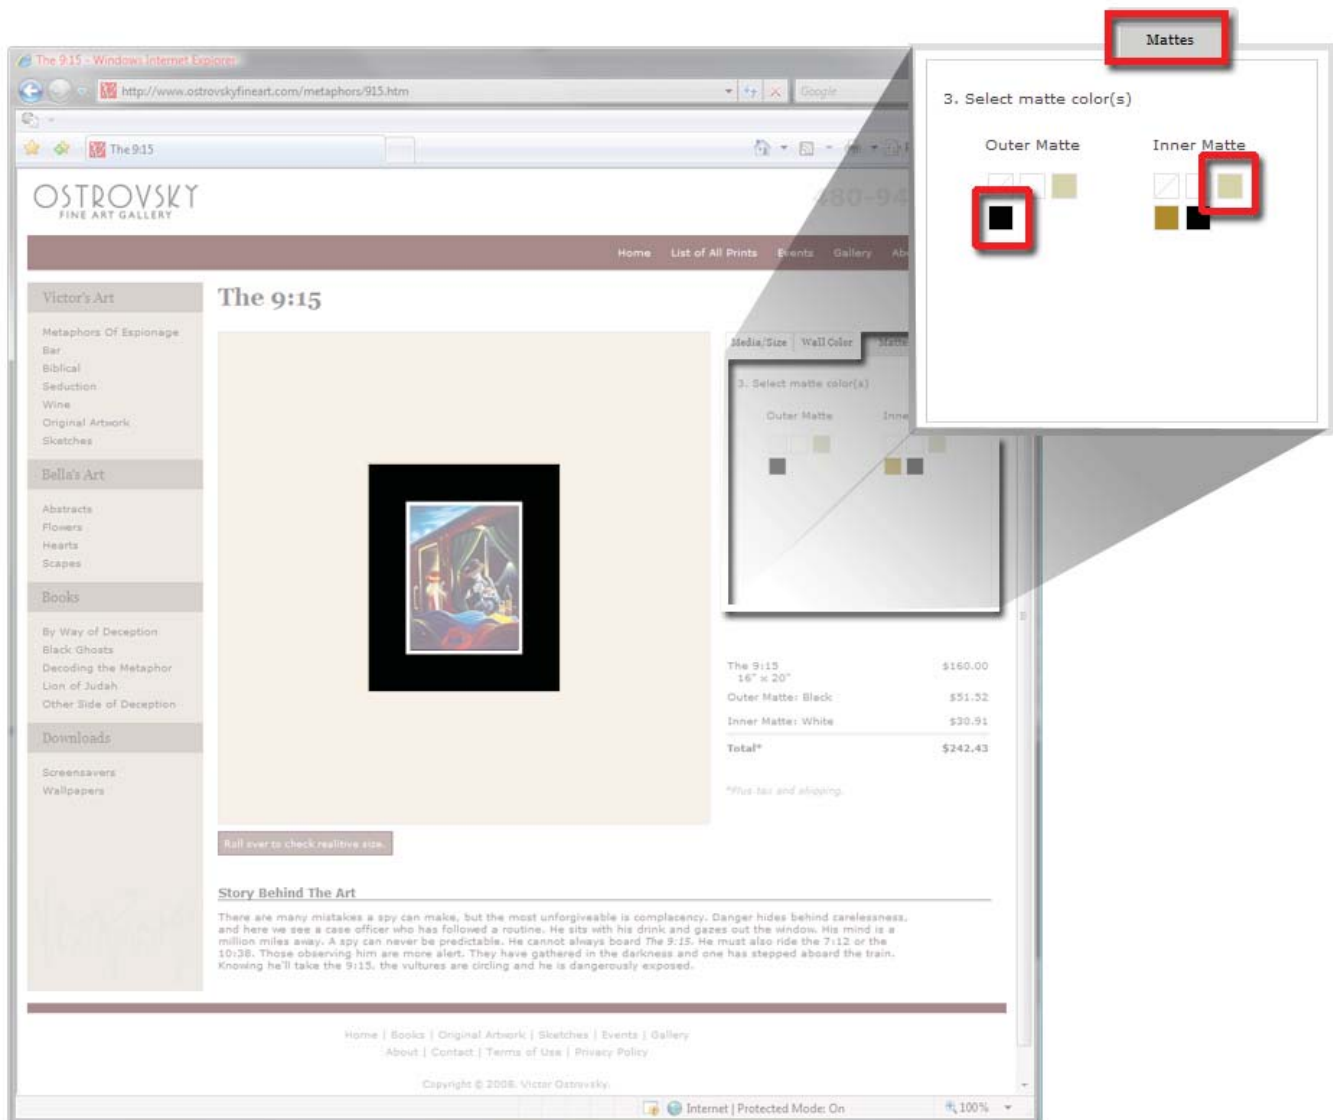 Mattes
The 9:15 - Windows Internet Explorer
http://www.ostrovskyfineart.com/metaphors/915.htm
Google
3. Select matte color(s)
Outer Matte Inner Matte
The 9:15
OSTROVSKY
FINE ART GALLERY
480-94
Home List of All Prints Events Gallery
Victor's Art
Metaphors Of Espionage
Bar
Biblical
Seduction
Wine
Original Artwork
Sketches
Bella's Art
Abstracts
Flowers
Hearts
Scapes
Books
By Way of Deception
Black Ghosts
Decoding the Metaphor
Lion of Judah
Other Side of Deception
Downloads
Screensavers
Wallpapers
The 9:15
Media/Size Wall Color Matte
3. Select matte color(s)
Outer Matte Inne
The 9:15 $160.00
16" x 20"
Outer Matte: Black $51.52
Inner Matte: White $30.91
Total* $242.43
*Plus tax and shipping.
Roll over to check realitive size.
Story Behind The Art
There are many mistakes a spy can make, but the most unforgiveable is complacency. Danger hides behind carelessness,
and here we see a case officer who has followed a routine. He sits with his drink and gazes out the window. His mind is a
million miles away. A spy can never be predictable. He cannot always board The 9:15. He must also ride the 7:12 or the
10:38. Those observing him are more alert. They have gathered in the darkness and one has stepped aboard the train.
Knowing he'll take the 9:15, the vultures are circling and he is dangerously exposed.
Home | Books | Original Artwork | Sketches | Events | Gallery
About | Contact | Terms of Use | Privacy Policy
Copyright © 2008. Victor Ostrovsky.
Internet | Protected Mode: On 100%